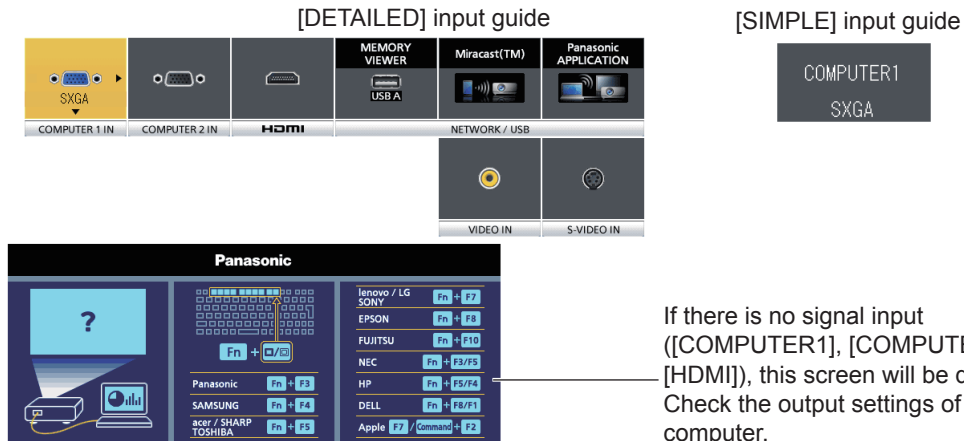 [DETAILED] input guide
[SIMPLE] input guide
MEMORY
VIEWER
Miracast(TM)
Panasonic
APPLICATION
SXGA
USB A
COMPUTER 1 IN
COMPUTER 2 IN
HDMI
NETWORK / USB
COMPUTER1
SXGA
VIDEO IN
S-VIDEO IN
Panasonic
?
Fn + 
Panasonic Fn + F3
SAMSUNG Fn + F4
acer / SHARP
TOSHIBA Fn + F5
lenovo / LG
SONY Fn + F7
EPSON Fn + F8
FUJITSU Fn + F10
NEC Fn + F3/F5
HP Fn + F5/F4
DELL Fn + F8/F1
Apple F7 / Command + F2
If there is no signal input
([COMPUTER1], [COMPUTE
[HDMI]), this screen will be
Check the output settings of
computer.